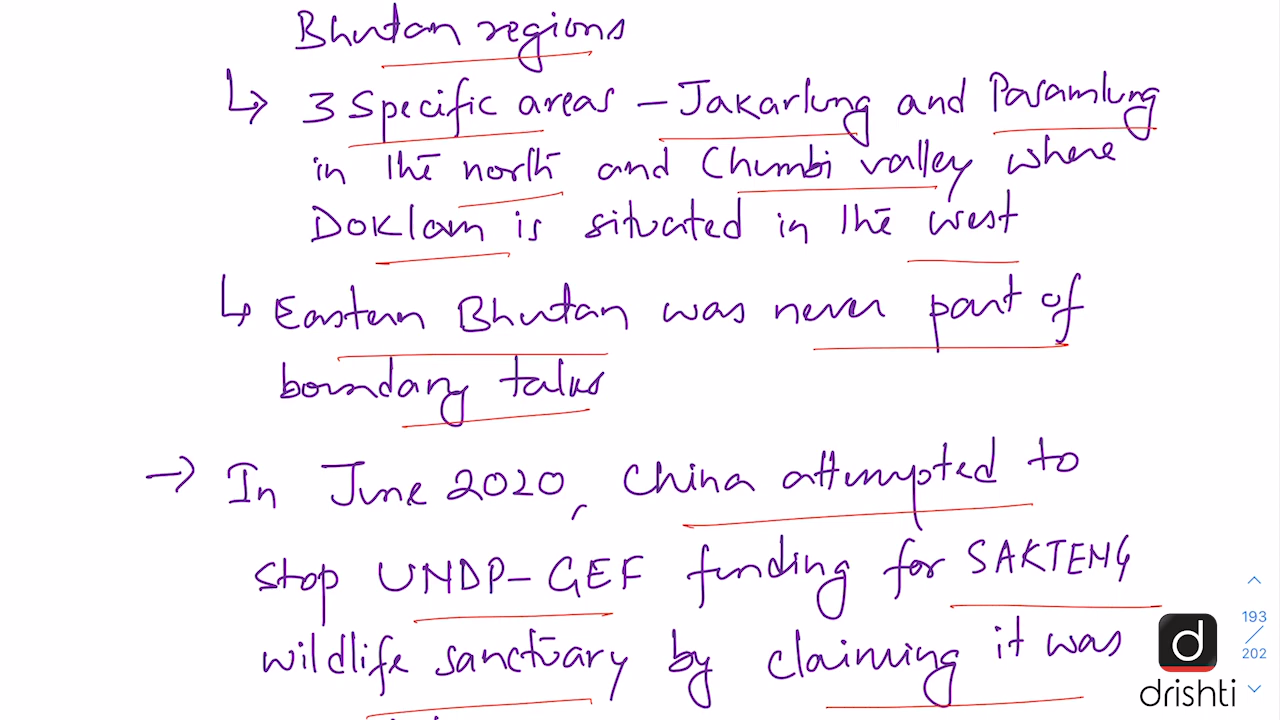 Bhutan regions
↳ 3 Specific areas – Jakarlung and Pasamlung
in the north and Chumbi valley where
Doklam is situated in the west
↳ Eastern Bhutan was never part of
boundary talks
→ In June 2020, China attempted to
stop UNDP-GEF funding for SAKTENG
wildlife sanctuary by claiming it was
193
/
202
d
drishti